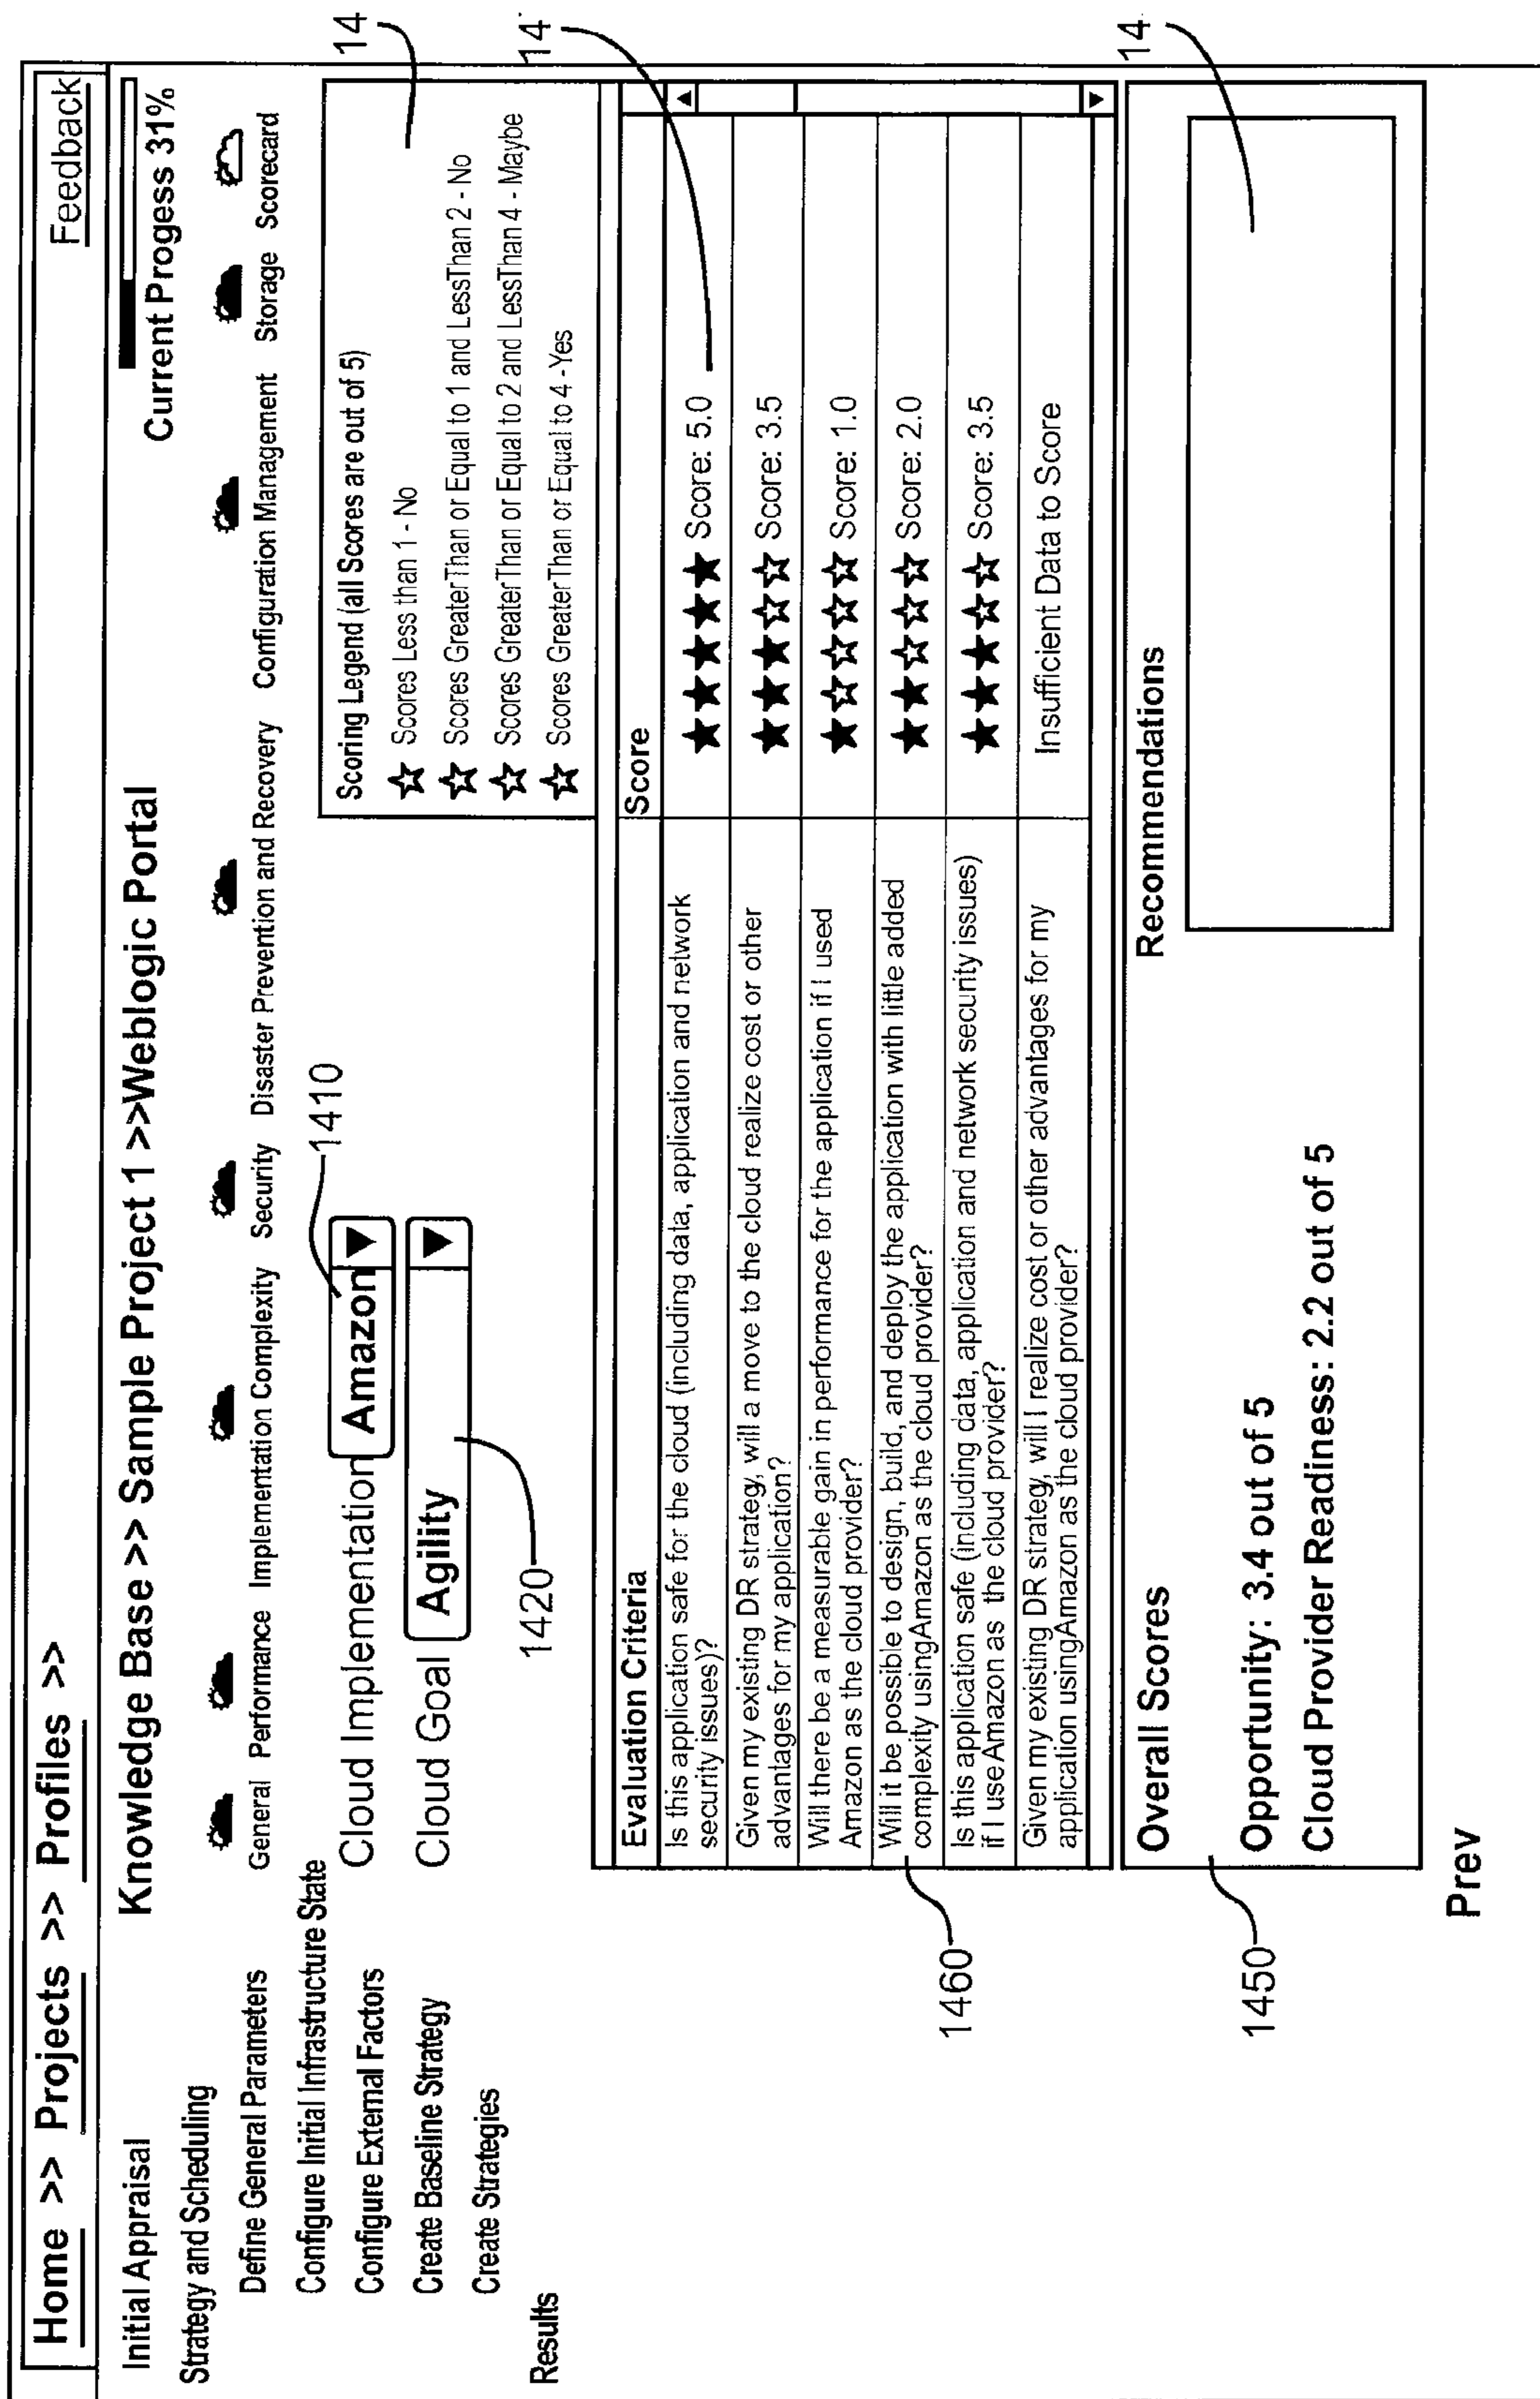 Home >> Projects >> Profiles >>
Feedback
Knowledge Base >> Sample Project 1 >>Weblogic Portal
Current Progess 31%
Initial Appraisal
Strategy and Scheduling
Define General Parameters
Configure Initial Infrastructure State
Configure External Factors
Create Baseline Strategy
Create Strategies
Results
General Performance Implementation Complexity Security Disaster Prevention and Recovery Configuration Management Storage Scorecard
Cloud Implementation Amazon
1410
Cloud Goal Agility
1420
Scoring Legend (all Scores are out of 5)
Scores Less than 1 - No
Scores GreaterThan or Equal to 1 and LessThan 2 - No
Scores GreaterThan or Equal to 2 and LessThan 4 - Maybe
Scores GreaterThan or Equal to 4 -Yes
14
Evaluation Criteria Score
Is this application safe for the cloud (including data, application and network
security issues)?
Score: 5.0
14
Given my existing DR strategy, will a move to the cloud realize cost or other
advantages for my application?
Score: 3.5
Will there be a measurable gain in performance for the application if I used
Amazon as the cloud provider?
Score: 1.0
Will it be possible to design, build, and deploy the application with little added
complexity usingAmazon as the cloud provider?
Score: 2.0
1460
Is this application safe (including data, application and network security issues)
if I useAmazon as the cloud provider?
Score: 3.5
Given my existing DR strategy, will I realize cost or other advantages for my
application usingAmazon as the cloud provider?
Insufficient Data to Score
Overall Scores
Recommendations
14
1450
Opportunity: 3.4 out of 5
Cloud Provider Readiness: 2.2 out of 5
Prev